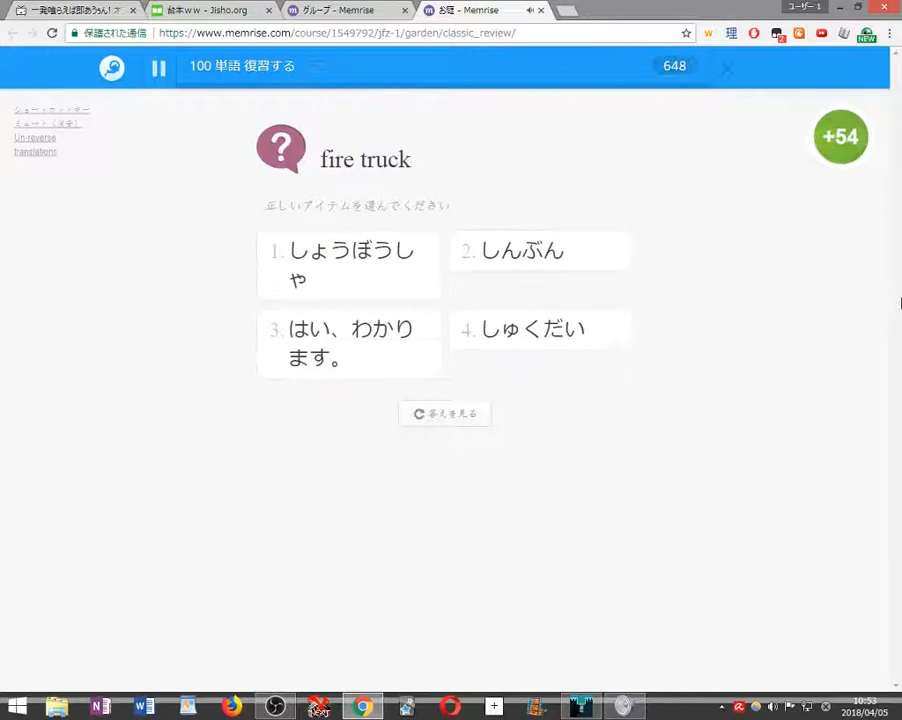 一発喰らえば即あうぅん! オミ
台本ｗｗ - Jisho.org
グループ - Memrise
お庭 - Memrise
ユーザー 1
保護された通信
https://www.memrise.com/course/1549792/jfz-1/garden/classic_review/
100 単語 復習する
648
Un-reverse
translations
+54
fire truck
正しいアイテムを選んでください
1. しょうぼうし
ゃ
2. しんぶん
3. はい、わかり
ます。
4. しゅくだい
答えを見る
10:53
2018/04/05